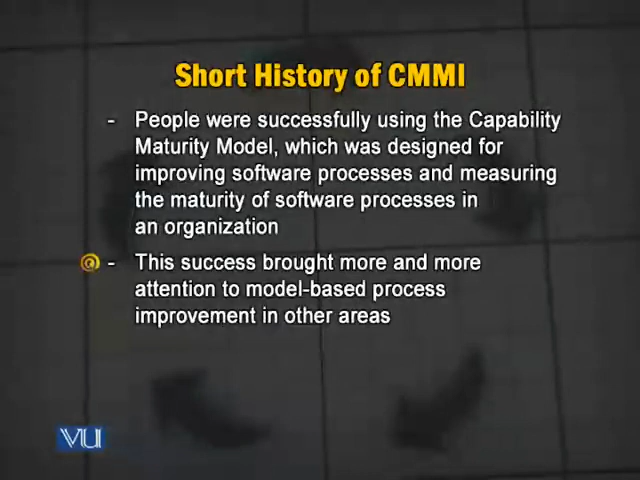 Short History of CMMI
- People were successfully using the Capability
Maturity Model, which was designed for
improving software processes and measuring
the maturity of software processes in
an organization
@ - This success brought more and more
attention to model-based process
improvement in other areas
VU